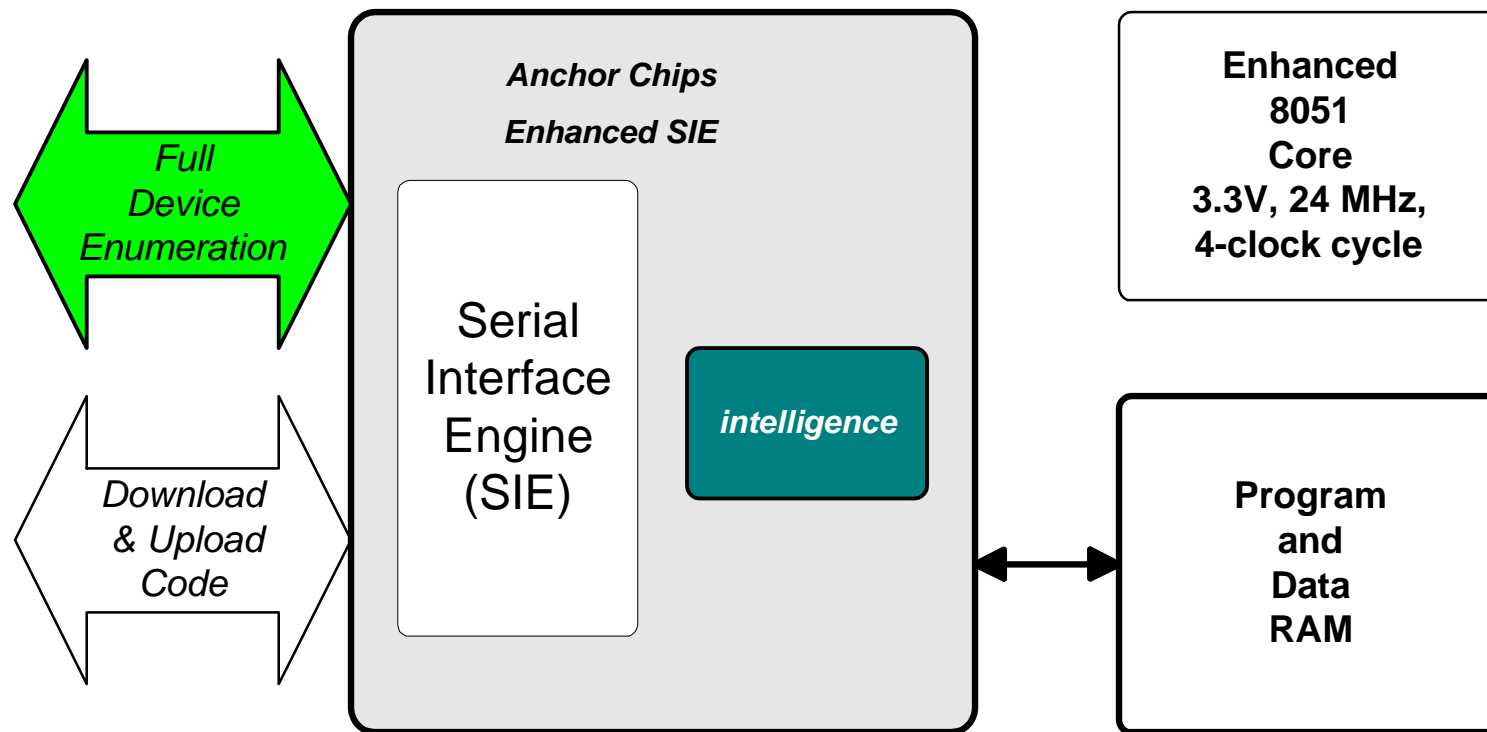 Anchor Chips
Enhanced SIE
Full
Device
Enumeration
Download
& Upload
Code
Serial
Interface
Engine
(SIE)
intelligence
Enhanced
8051
Core
3.3V, 24 MHz,
4-clock cycle
Program
and
Data
RAM